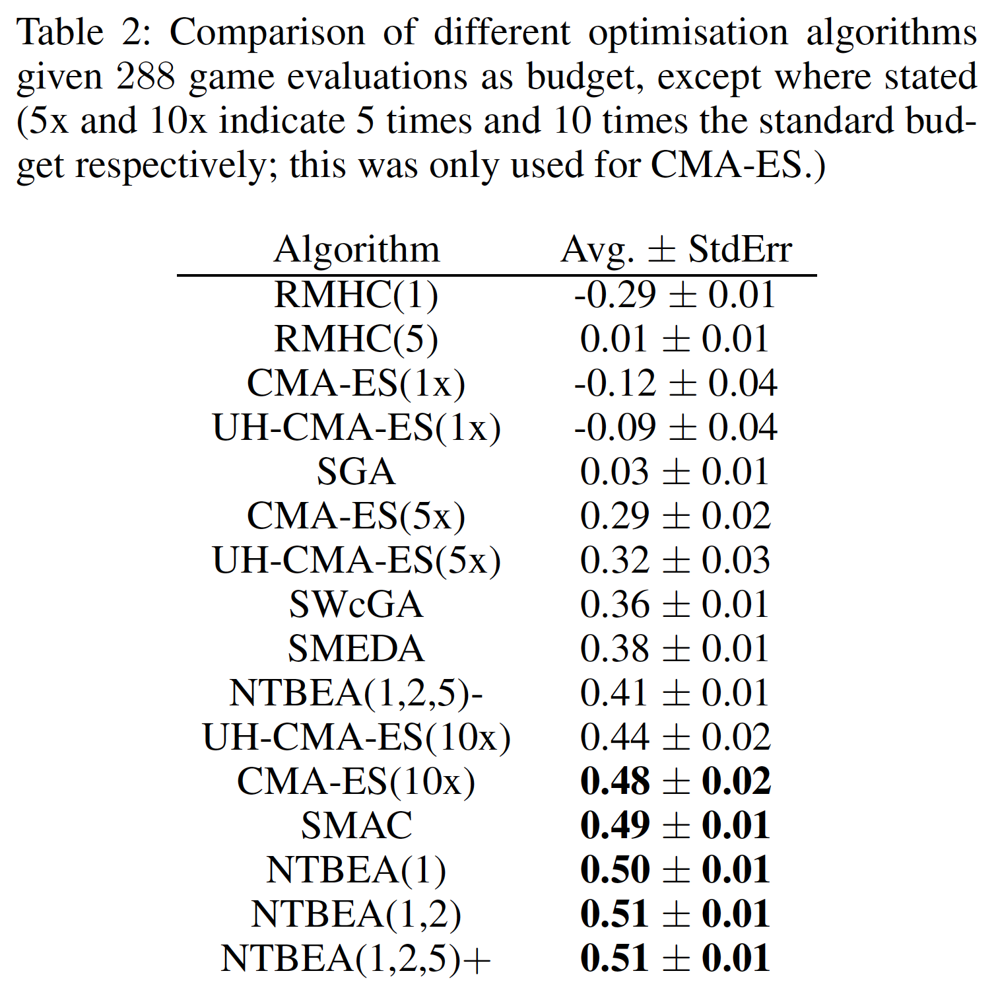 Table 2: Comparison of different optimisation algorithms
given 288 game evaluations as budget, except where stated
(5x and 10x indicate 5 times and 10 times the standard bud-
get respectively; this was only used for CMA-ES.)
Algorithm Avg. ± StdErr
RMHC(1) -0.29 ± 0.01
RMHC(5) 0.01 ± 0.01
CMA-ES(1x) -0.12 ± 0.04
UH-CMA-ES(1x) -0.09 ± 0.04
SGA 0.03 ± 0.01
CMA-ES(5x) 0.29 ± 0.02
UH-CMA-ES(5x) 0.32 ± 0.03
SWcGA 0.36 ± 0.01
SMEDA 0.38 ± 0.01
NTBEA(1,2,5)- 0.41 ± 0.01
UH-CMA-ES(10x) 0.44 ± 0.02
CMA-ES(10x) 0.48 ± 0.02
SMAC 0.49 ± 0.01
NTBEA(1) 0.50 ± 0.01
NTBEA(1,2) 0.51 ± 0.01
NTBEA(1,2,5)+ 0.51 ± 0.01